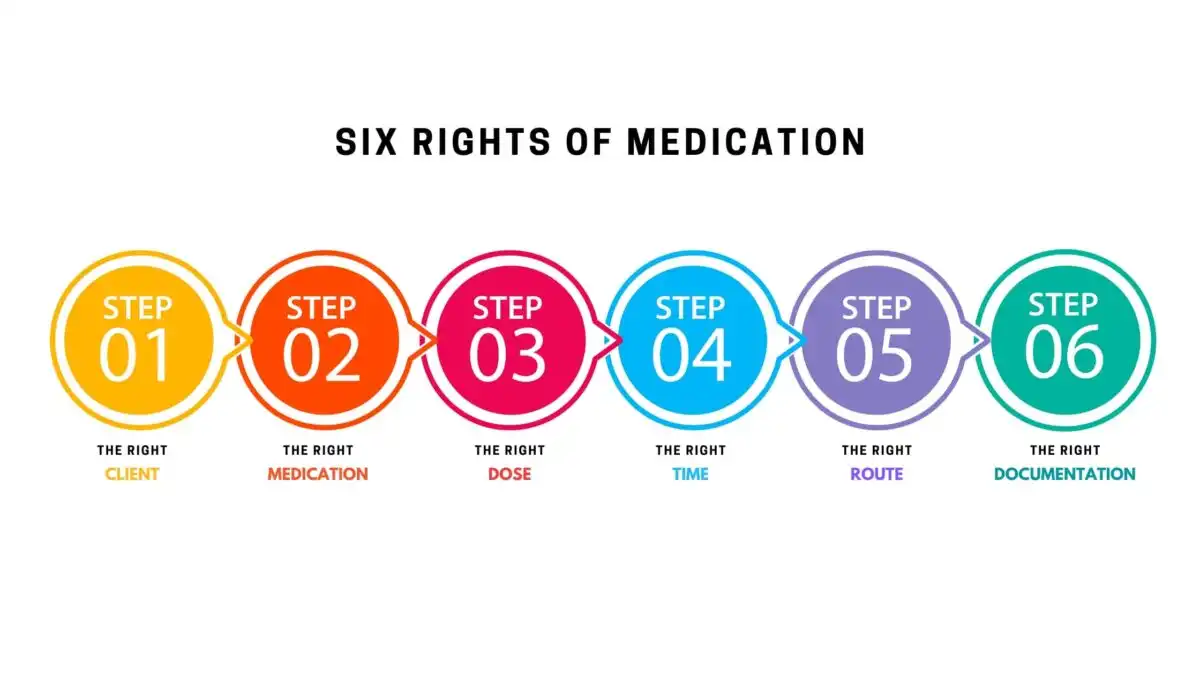 SIX RIGHTS OF MEDICATION
STEP
01
THE RIGHT
CLIENT
STEP
02
THE RIGHT
MEDICATION
STEP
03
THE RIGHT
DOSE
STEP
04
THE RIGHT
TIME
STEP
05
THE RIGHT
ROUTE
STEP
06
THE RIGHT
DOCUMENTATION